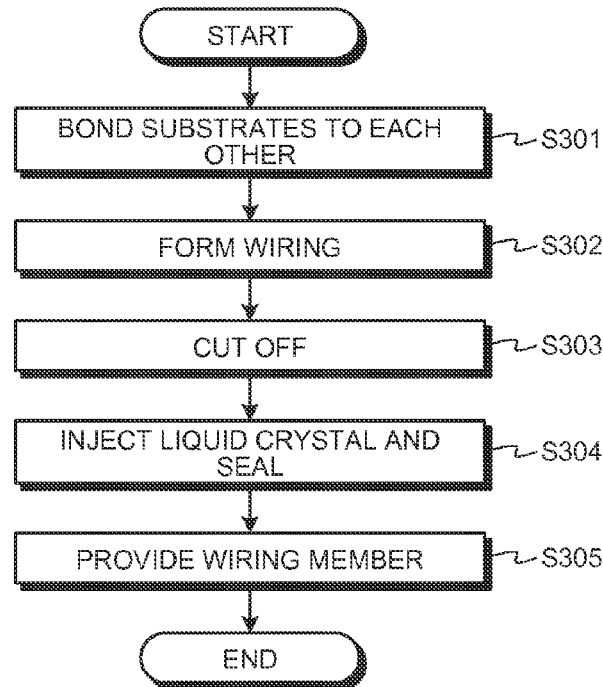 START
BOND SUBSTRATES TO EACH
OTHER
S301
FORM WIRING
S302
CUT OFF
S303
INJECT LIQUID CRYSTAL AND
SEAL
S304
PROVIDE WIRING MEMBER
S305
END